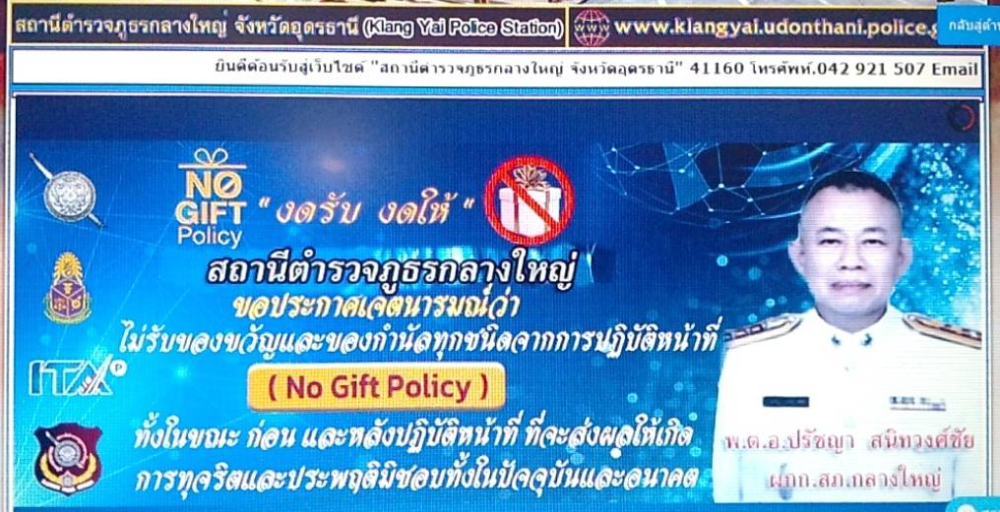 สถานีตำรวจภูธรกลางใหญ่ จังหวัดอุดรธานี (Klang Yai Police Station)
www.klangyai.udonthani.police.g
กลับสู่ด้าน
ยินดีต้อนรับสู่เว็บไซต์ "สถานีตำรวจภูธรกลางใหญ่ จังหวัดอุดรธานี" 41160 โทรศัพท์.042 921 507 Email
NO
GIFT
Policy
"งดรับ งดให้"
สถานีตำรวจภูธรกลางใหญ่
ขอประกาศเจตนารมณ์ว่า
ไม่รับของขวัญและของกำนัลทุกชนิดจากการปฏิบัติหน้าที่
( No Gift Policy )
ITA P
ทั้งในขณะ ก่อน และหลังปฏิบัติหน้าที่ ที่จะส่งผลให้เกิด
การทุจริตและประพฤติมิชอบทั้งในปัจจุบันและอนาคต
พ.ต.อ.ปรัชญา สนิทวงศ์ชัย
ผกก.สภ.กลางใหญ่